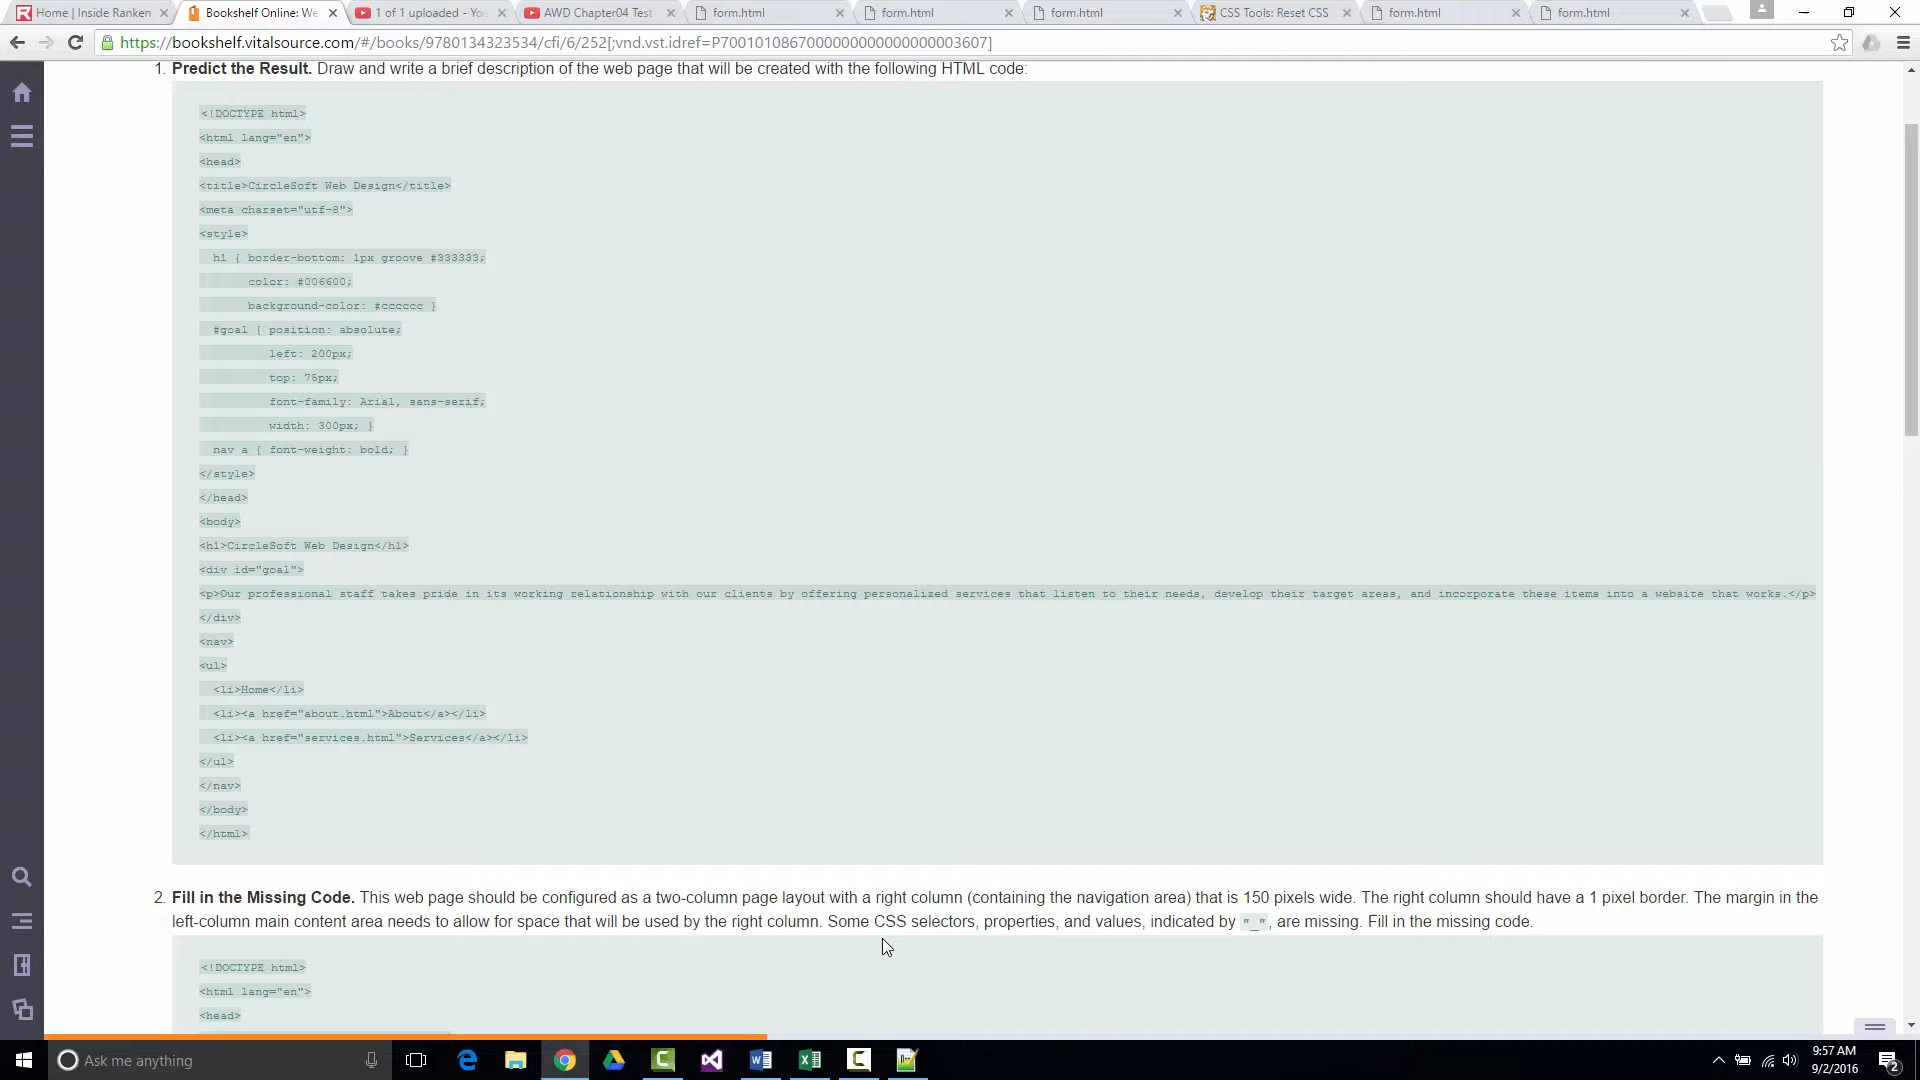 Home | Inside Ranken
Bookshelf Online: We
1 of 1 uploaded - Yo
AWD Chapter04 Test
form.html
form.html
form.html
CSS Tools: Reset CSS
form.html
form.html
https://bookshelf.vitalsource.com/#/books/9780134323534/cfi/6/252[;vnd.vst.idref=P70010108670000000000000000003607]
1. Predict the Result. Draw and write a brief description of the web page that will be created with the following HTML code:
<!DOCTYPE html>
<html lang="en">
<head>
<title>CircleSoft Web Design</title>
<meta charset="utf-8">
<style>
h1 { border-bottom: 1px groove #333333;
color: #006600;
background-color: #cccccc }
#goal { position: absolute;
left: 200px;
top: 75px;
font-family: Arial, sans-serif;
width: 300px; }
nav a { font-weight: bold; }
</style>
</head>
<body>
<h1>CircleSoft Web Design</h1>
<div id="goal">
<p>Our professional staff takes pride in its working relationship with our clients by offering personalized services that listen to their needs, develop their target areas, and incorporate these items into a website that works.</p>
</div>
<nav>
<ul>
<li>Home</li>
<li><a href="about.html">About</a></li>
<li><a href="services.html">Services</a></li>
</ul>
</nav>
</body>
</html>
2. Fill in the Missing Code. This web page should be configured as a two-column page layout with a right column (containing the navigation area) that is 150 pixels wide. The right column should have a 1 pixel border. The margin in the
left-column main content area needs to allow for space that will be used by the right column. Some CSS selectors, properties, and values, indicated by "_", are missing. Fill in the missing code.
<!DOCTYPE html>
<html lang="en">
<head>
Ask me anything
9:57 AM
9/2/2016
2